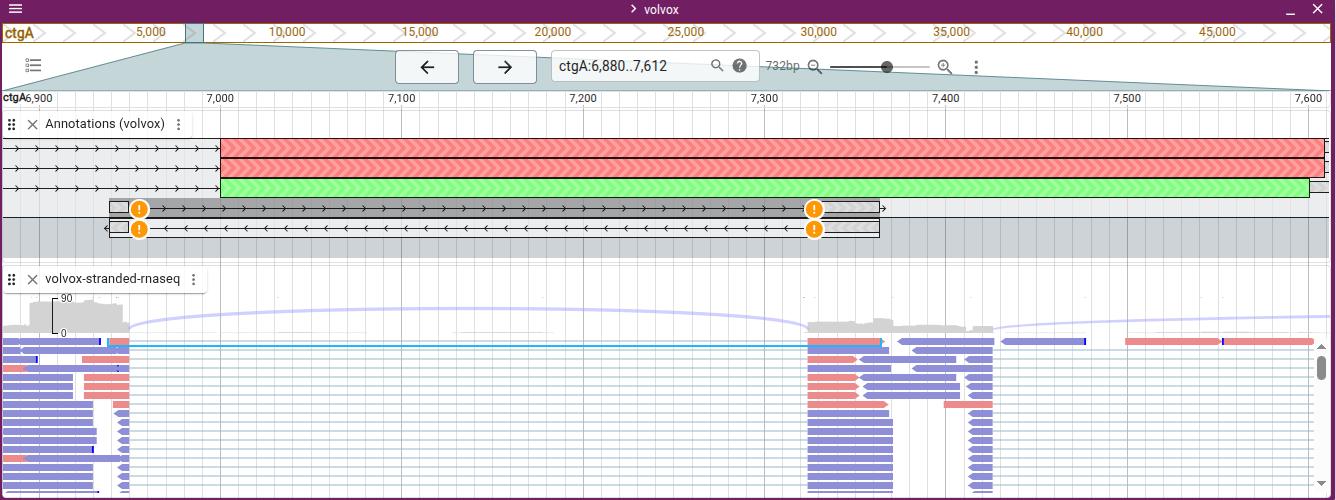 volvox
ctgA 5,000 10,000 15,000 20,000 25,000 30,000 35,000 40,000 45,000
ctgA:6,880..7,612 ? 732bp
ctgA 6,900 7,000 7,100 7,200 7,300 7,400 7,500 7,600
Annotations (volvox)
! !
! !
volvox-stranded-rnaseq
90
0